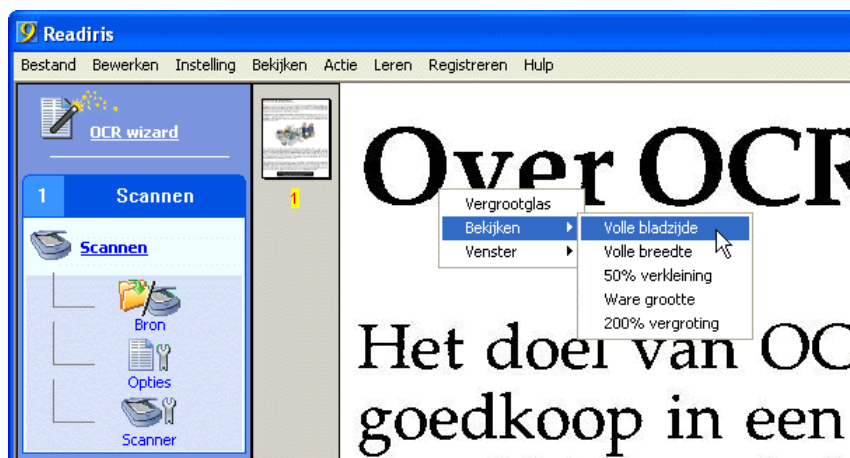 9 Readiris
Bestand Bewerken Instelling Bekijken Actie Leren Registreren Hulp
OCR wizard
1 Scannen
Scannen
Bron
Opties
Scanner
1
Over OCR
Vergrootglas
Bekijken
Venster
Volle bladzijde
Volle breedte
50% verkleining
Ware grootte
200% vergroting
Het doel van OC
goedkoop in een